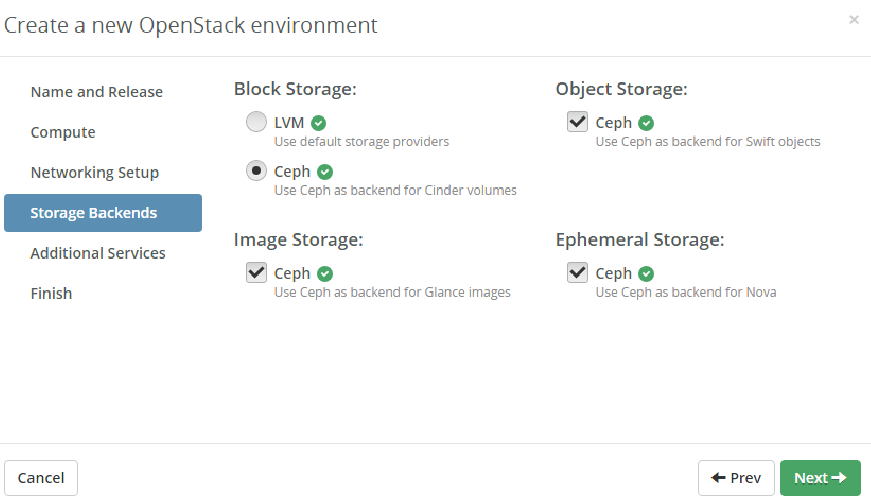 Create a new OpenStack environment
×
Name and Release
Compute
Networking Setup
Storage Backends
Additional Services
Finish
Block Storage:
LVM
Use default storage providers
Ceph
Use Ceph as backend for Cinder volumes
Object Storage:
Ceph
Use Ceph as backend for Swift objects
Image Storage:
Ceph
Use Ceph as backend for Glance images
Ephemeral Storage:
Ceph
Use Ceph as backend for Nova
Cancel
← Prev
Next →